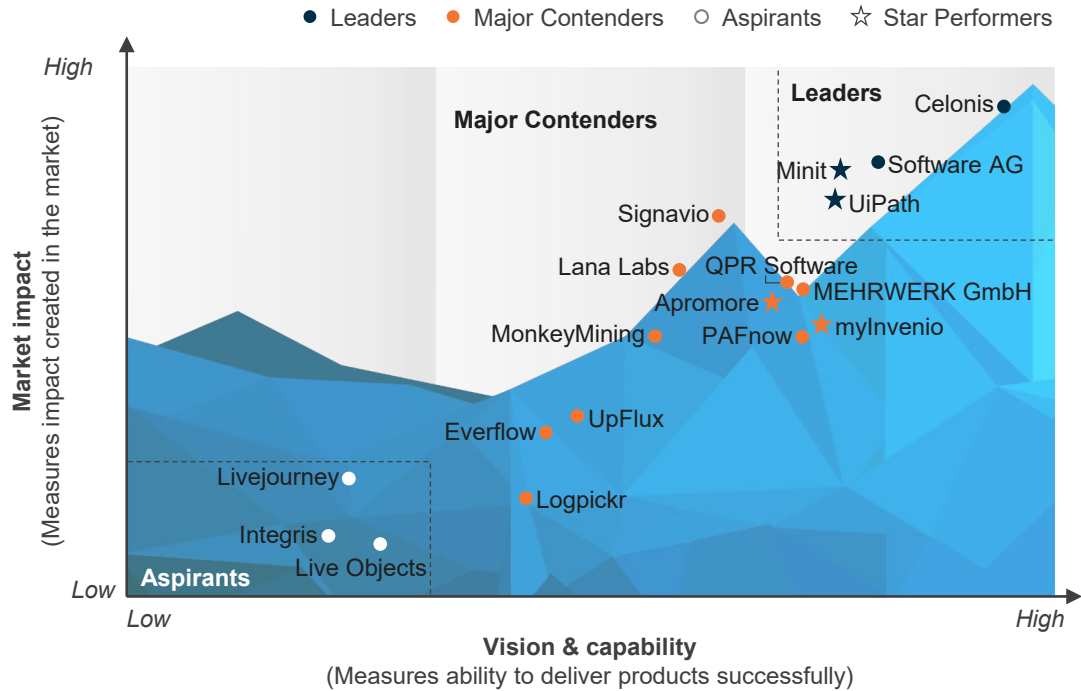 Leaders
Major Contenders
Aspirants
Star Performers
High
Leaders
Celonis
Major Contenders
Software AG
Minit
UiPath
Signavio
Lana Labs
QPR Software
MEHRWERK GmbH
Apromore
MonkeyMining
PAFnow
myInvenio
UpFlux
Everflow
Livejourney
Logpickr
Integris
Live Objects
Aspirants
Market impact
(Measures impact created in the market)
Low
Low
High
Vision & capability
(Measures ability to deliver products successfully)